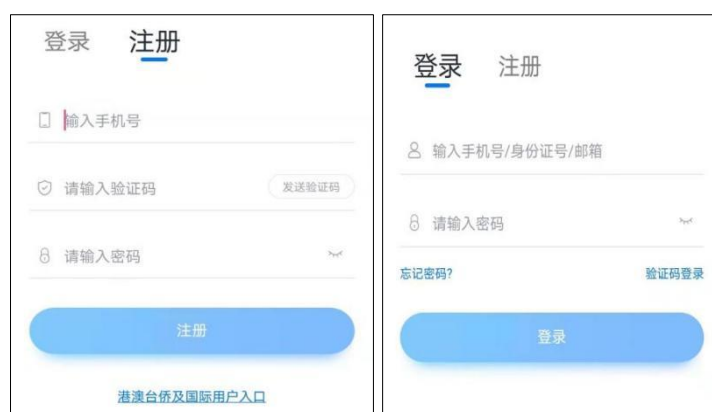 登录 注册
输入手机号
请输入验证码 发送验证码
请输入密码
注册
港澳台侨及国际用户入口
登录 注册
输入手机号/身份证号/邮箱
请输入密码
忘记密码? 验证码登录
登录